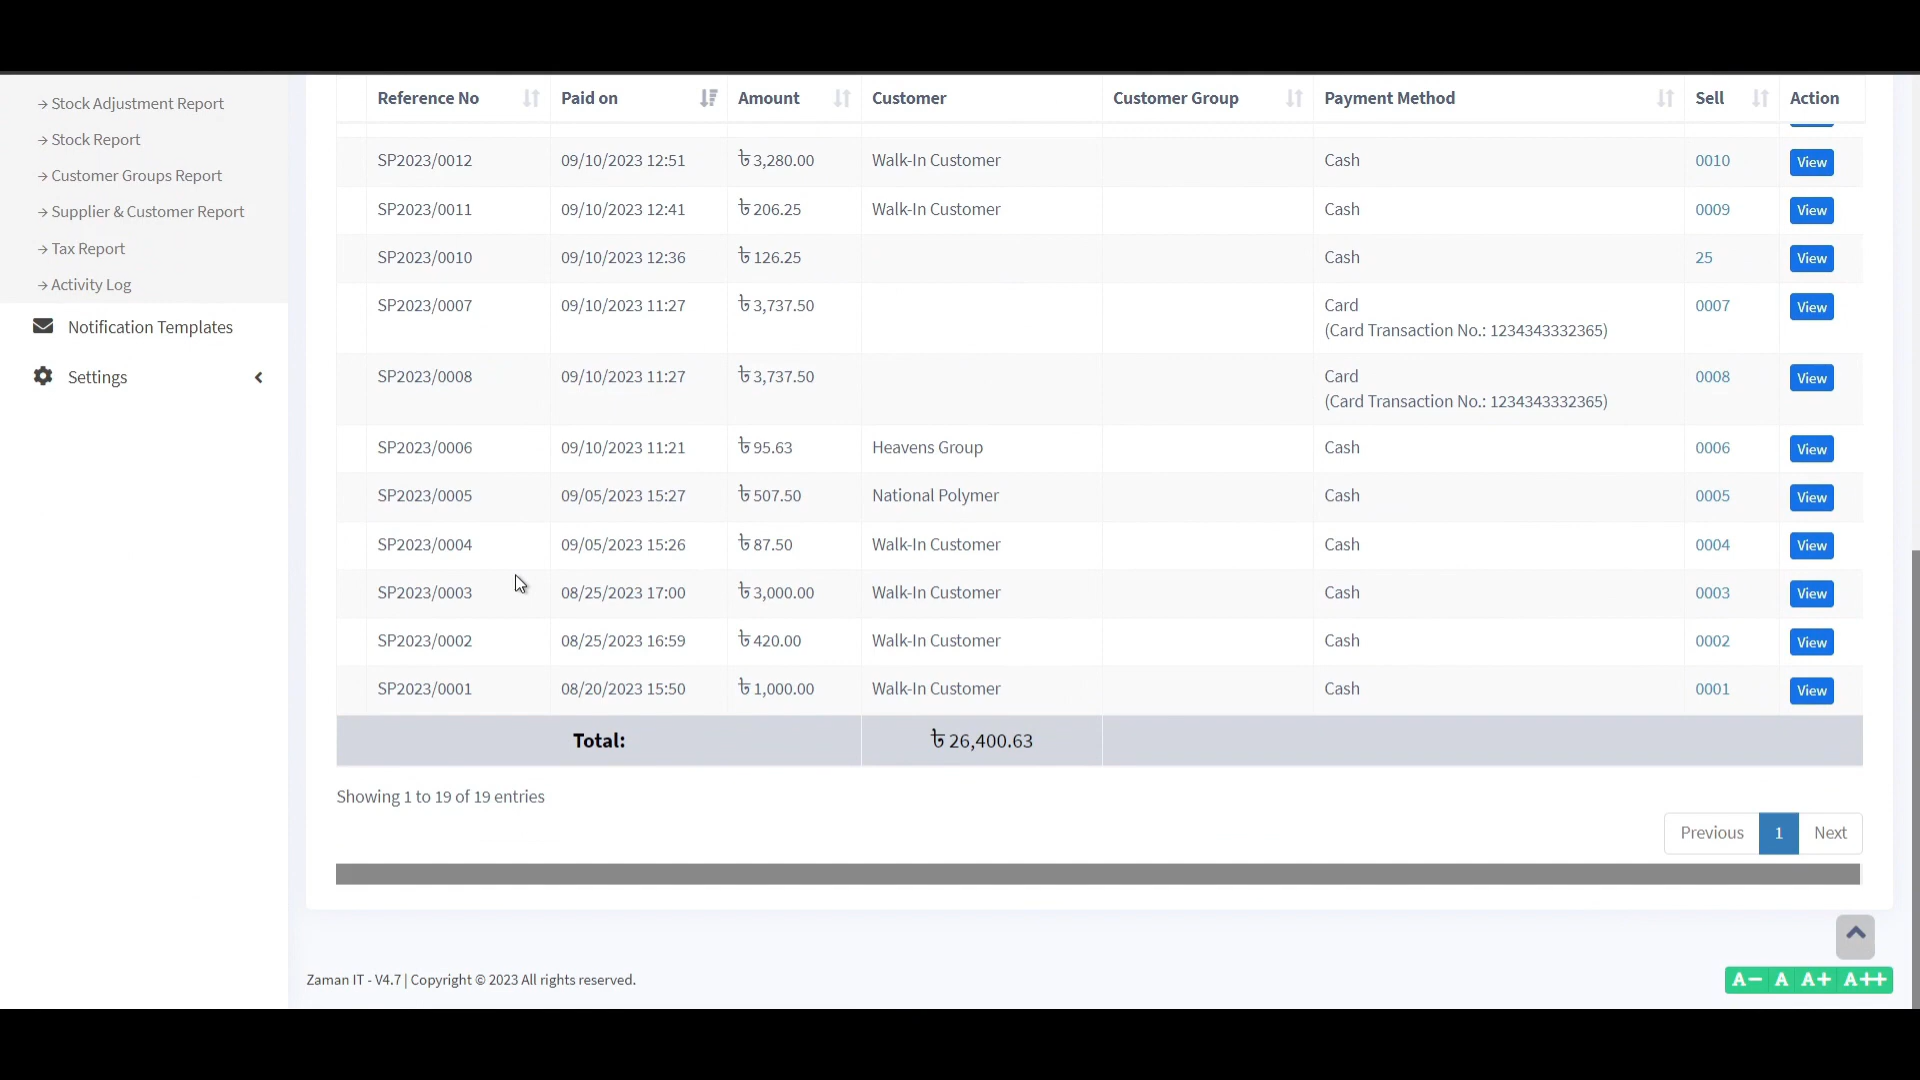 → Stock Adjustment Report
→ Stock Report
→ Customer Groups Report
→ Supplier & Customer Report
→ Tax Report
→ Activity Log
Notification Templates
Settings
Reference No Paid on Amount Customer Customer Group Payment Method Sell Action
SP2023/0012 09/10/2023 12:51 ৳ 3,280.00 Walk-In Customer Cash 0010 View
SP2023/0011 09/10/2023 12:41 ৳ 206.25 Walk-In Customer Cash 0009 View
SP2023/0010 09/10/2023 12:36 ৳ 126.25 Cash 25 View
SP2023/0007 09/10/2023 11:27 ৳ 3,737.50 Card 0007 View
(Card Transaction No.: 1234343332365)
SP2023/0008 09/10/2023 11:27 ৳ 3,737.50 Card 0008 View
(Card Transaction No.: 1234343332365)
SP2023/0006 09/10/2023 11:21 ৳ 95.63 Heavens Group Cash 0006 View
SP2023/0005 09/05/2023 15:27 ৳ 507.50 National Polymer Cash 0005 View
SP2023/0004 09/05/2023 15:26 ৳ 87.50 Walk-In Customer Cash 0004 View
SP2023/0003 08/25/2023 17:00 ৳ 3,000.00 Walk-In Customer Cash 0003 View
SP2023/0002 08/25/2023 16:59 ৳ 420.00 Walk-In Customer Cash 0002 View
SP2023/0001 08/20/2023 15:50 ৳ 1,000.00 Walk-In Customer Cash 0001 View
Total: ৳ 26,400.63
Showing 1 to 19 of 19 entries
Previous 1 Next
Zaman IT - V4.7 | Copyright © 2023 All rights reserved.
A− A A+ A++